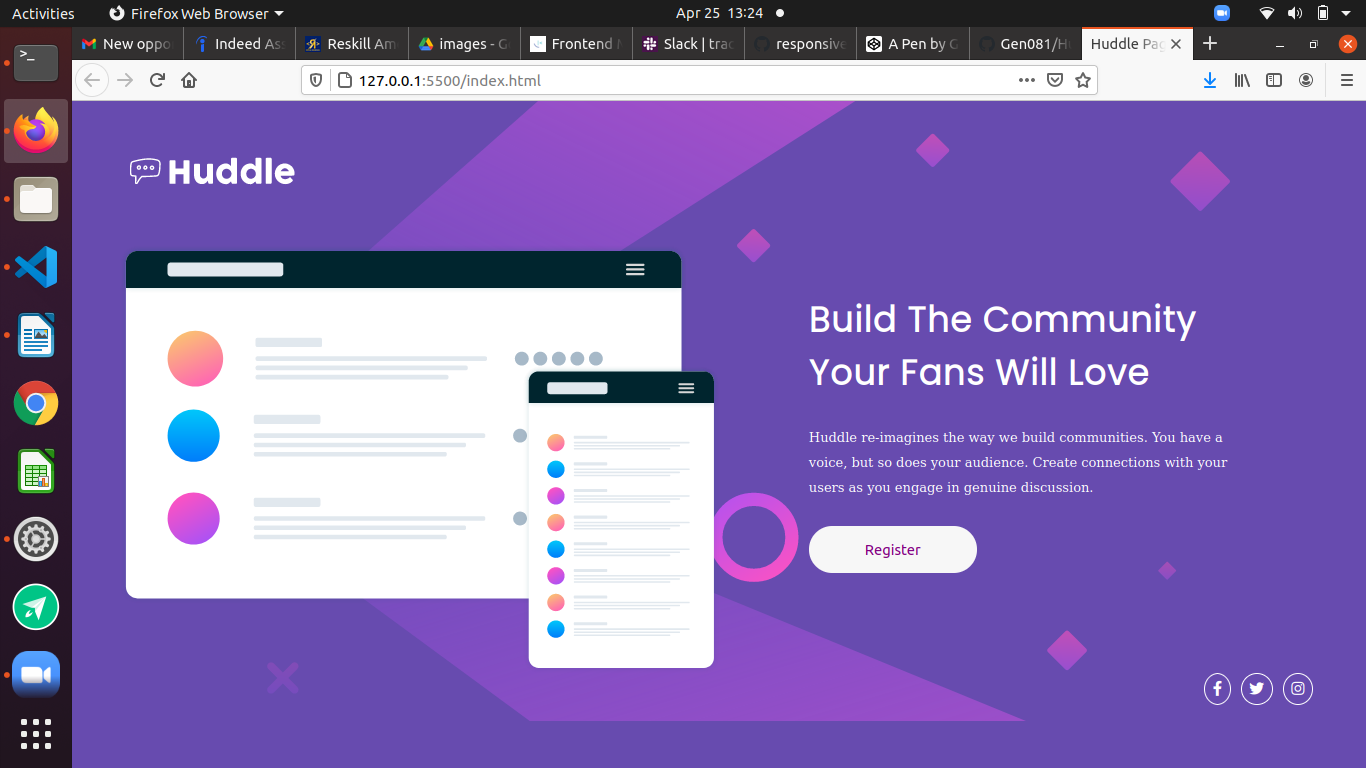 Activities
Firefox Web Browser
Apr 25 13:24
New oppo
Indeed Ass
Reskill Am
images - G
Frontend M
Slack | trac
responsive
A Pen by G
Gen081/Hu
Huddle Pag
127.0.0.1:5500/index.html
>_
Huddle
Build The Community
Your Fans Will Love
Huddle re-imagines the way we build communities. You have a
voice, but so does your audience. Create connections with your
users as you engage in genuine discussion.
Register